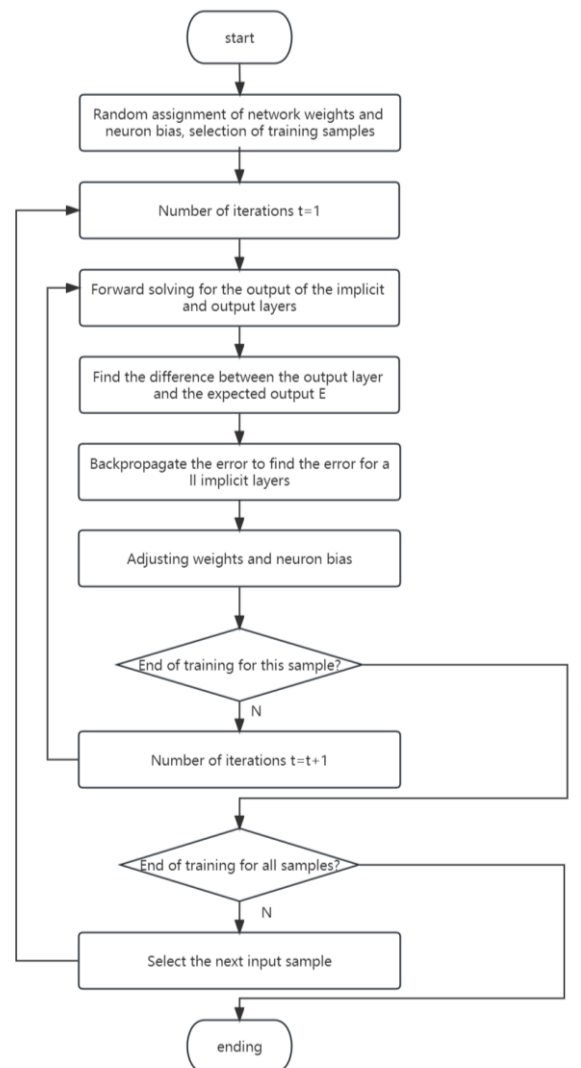 start
Random assignment of network weights and
neuron bias, selection of training samples
Number of iterations t=1
Forward solving for the output of the implicit
and output layers
Find the difference between the output layer
and the expected output E
Backpropagate the error to find the error for a
ll implicit layers
Adjusting weights and neuron bias
End of training for this sample?
N
Number of iterations t=t+1
End of training for all samples?
N
Select the next input sample
ending